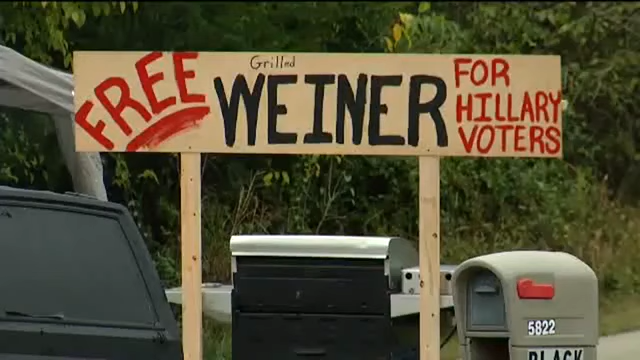 FREE
Grilled
WEINER
FOR
HILLARY
VOTERS
5822
BLACK